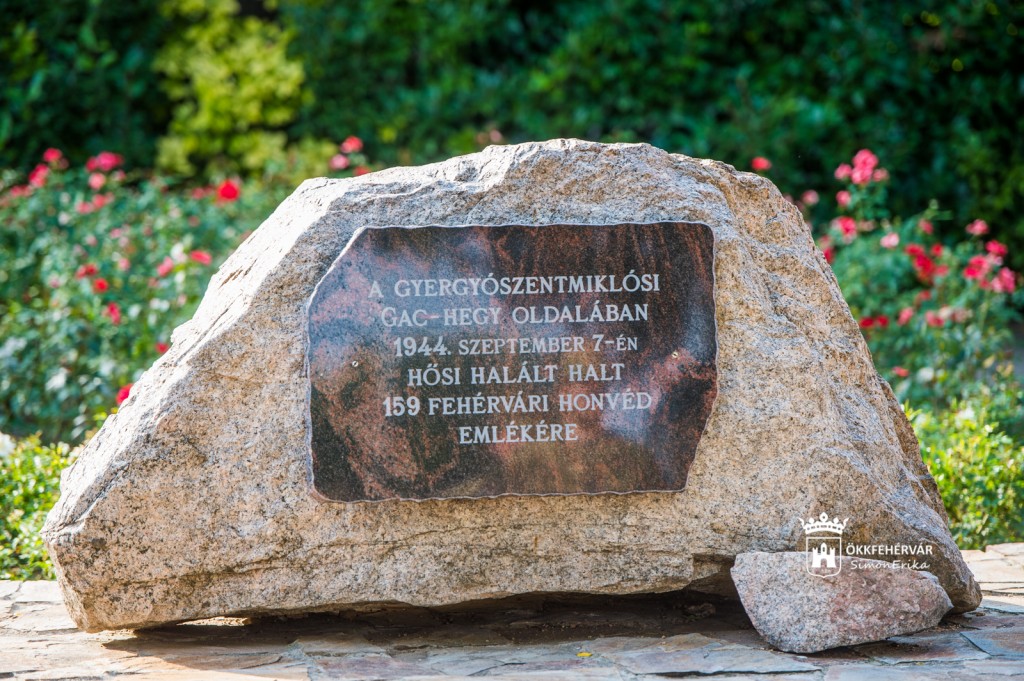 A GYERGYÓSZENTMIKLÓSI
GAC-HEGY OLDALÁBAN
1944. SZEPTEMBER 7-ÉN
HŐSI HALÁLT HALT
159 FEHÉRVÁRI HONVÉD
EMLÉKÉRE
ÖKKFEHÉRVÁR
SimonErika